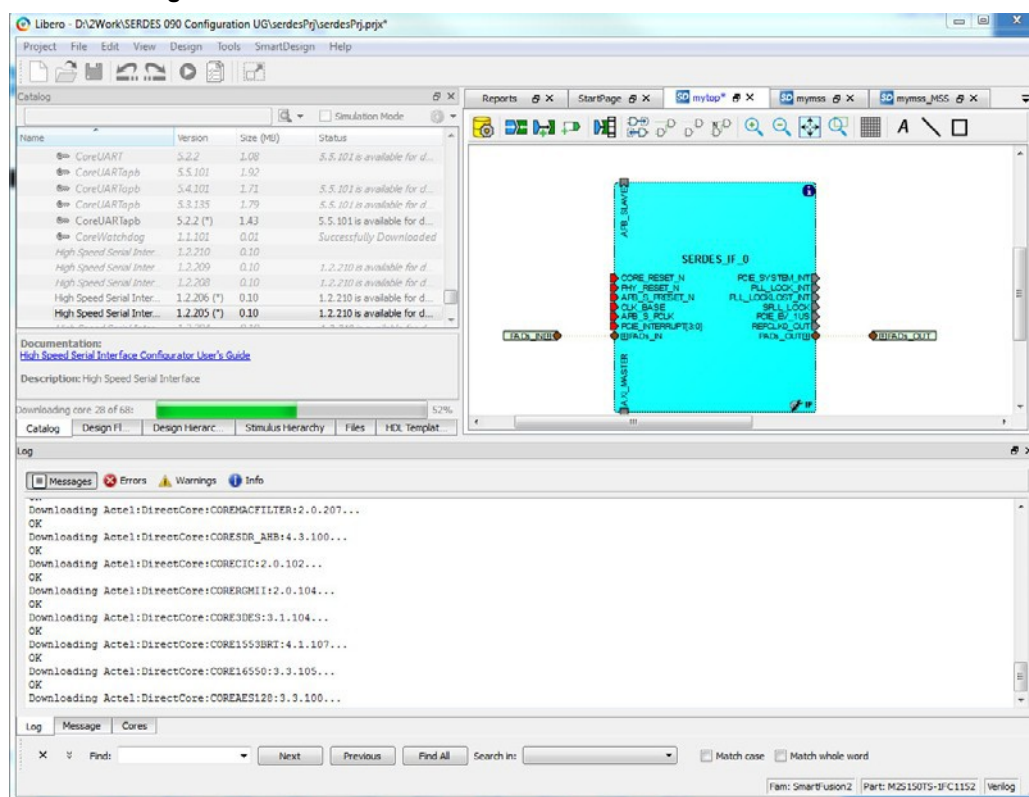 Libero - D:\2Work\SERDES 090 Configuration UG\serdesPrj\serdesPrj.prjx*
Project File Edit View Design Tools SmartDesign Help
Catalog
Simulation Mode
Name Version Size (MB) Status
CoreUART 5.2.2 1.08 5.5.101 is available for d...
CoreUARTapb 5.5.101 1.92
CoreUARTapb 5.4.101 1.71 5.5.101 is available for d...
CoreUARTapb 5.3.135 1.79 5.5.101 is available for d...
CoreUARTapb 5.2.2 (*) 1.43 5.5.101 is available for d...
CoreWatchdog 1.1.101 0.01 Successfully Downloaded
High Speed Serial Inter... 1.2.210 0.10
High Speed Serial Inter... 1.2.209 0.10 1.2.210 is available for d...
High Speed Serial Inter... 1.2.208 0.10 1.2.210 is available for d...
High Speed Serial Inter... 1.2.206 (*) 0.10 1.2.210 is available for d...
High Speed Serial Inter... 1.2.205 (*) 0.10 1.2.210 is available for d...
Documentation:
High Speed Serial Interface Configurator User's Guide
Description: High Speed Serial Interface
Downloading core 28 of 68: 52%
Catalog Design Fl... Design Hierarc... Stimulus Hierarchy Files HDL Templat...
Reports StartPage mytop* mymss mymss_MSS
A
APB_SLAVE
SERDES_IF_0
CORE_RESET_N PCIE_SYSTEM_INT
PHY_RESET_N PLL_LOCK_INT
APB_S_PRESET_N PLL_LOCKLOST_INT
CLK_BASE SPLL_LOCK
APB_S_PCLK PCIE_EV_1US
PCIE_INTERRUPT[3:0] REFCLK0_OUT
PADs_IN PADs_IN PADs_OUT PADs_OUT
AXI_MASTER
IF
Log
Messages Errors Warnings Info
Downloading Actel:DirectCore:COREMACFILTER:2.0.207...
OK
Downloading Actel:DirectCore:CORESDR_AHB:4.3.100...
OK
Downloading Actel:DirectCore:CORECIC:2.0.102...
OK
Downloading Actel:DirectCore:CORERGMII:2.0.104...
OK
Downloading Actel:DirectCore:CORE3DES:3.1.104...
OK
Downloading Actel:DirectCore:CORE1553BRT:4.1.107...
OK
Downloading Actel:DirectCore:CORE16550:3.3.105...
OK
Downloading Actel:DirectCore:COREAES128:3.3.100...
Log Message Cores
Find: Next Previous Find All Search in: Match case Match whole word
Fam: SmartFusion2 Part: M2S150TS-1FC1152 Verilog